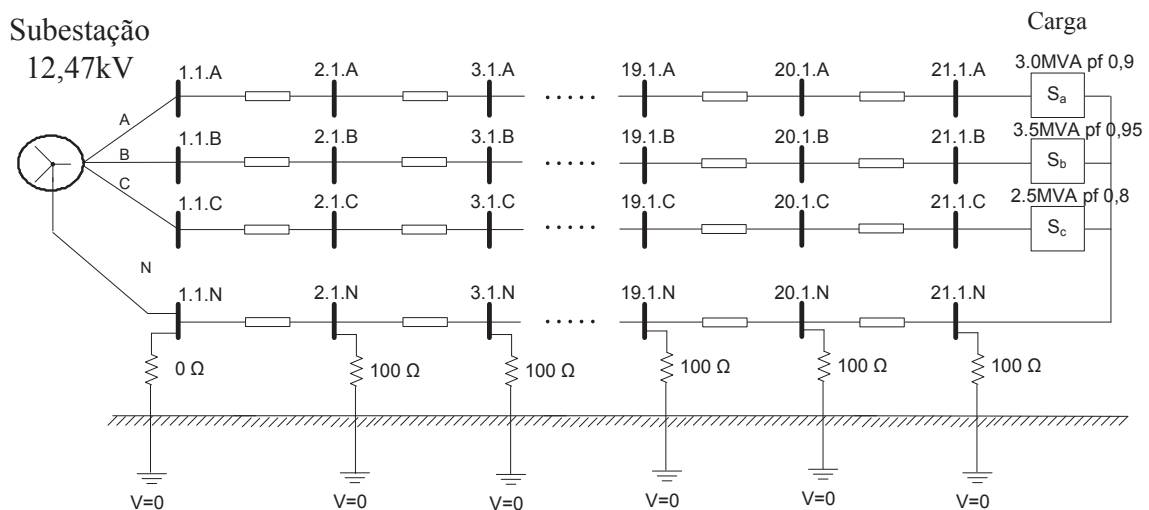 Subestação
12,47kV
Carga
1.1.A
2.1.A
3.1.A
19.1.A
20.1.A
21.1.A
3.0MVA pf 0,9
A
.....
Sa
B
1.1.B
2.1.B
3.1.B
19.1.B
20.1.B
21.1.B
3.5MVA pf 0,95
.....
Sb
C
1.1.C
2.1.C
3.1.C
19.1.C
20.1.C
21.1.C
2.5MVA pf 0,8
.....
Sc
N
1.1.N
2.1.N
3.1.N
19.1.N
20.1.N
21.1.N
.....
0 Ω
100 Ω
100 Ω
100 Ω
100 Ω
100 Ω
V=0
V=0
V=0
V=0
V=0
V=0